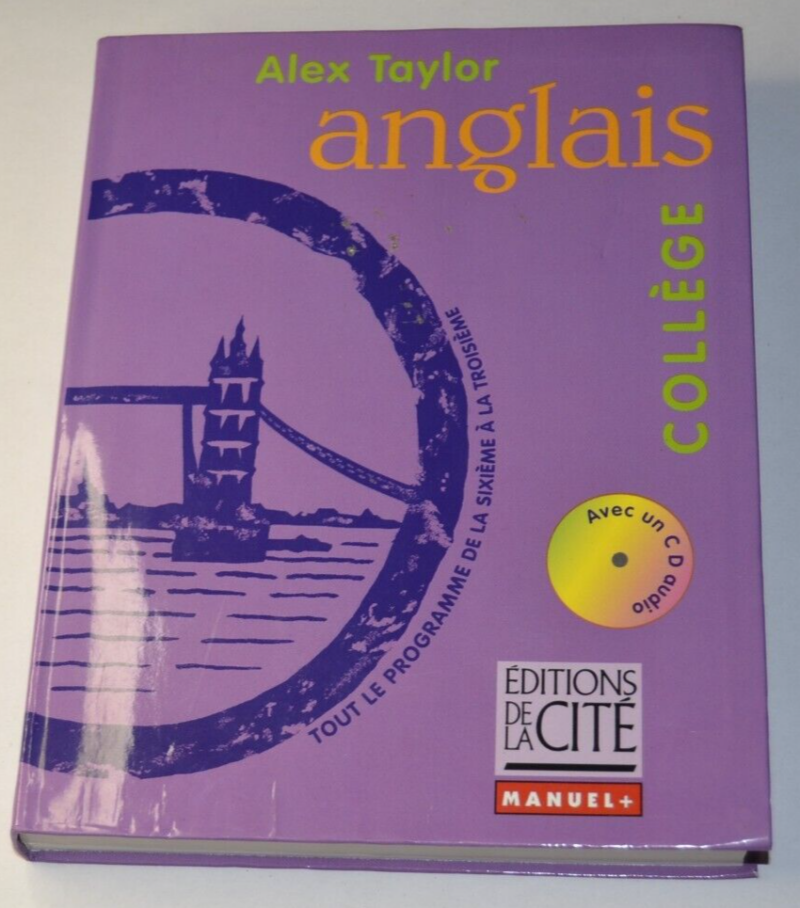 Alex Taylor
anglais
COLLÈGE
TOUT LE PROGRAMME DE LA SIXIÈME À LA TROISIÈME
Avec un CD audio
ÉDITIONS
DE
LA CITÉ
MANUEL+